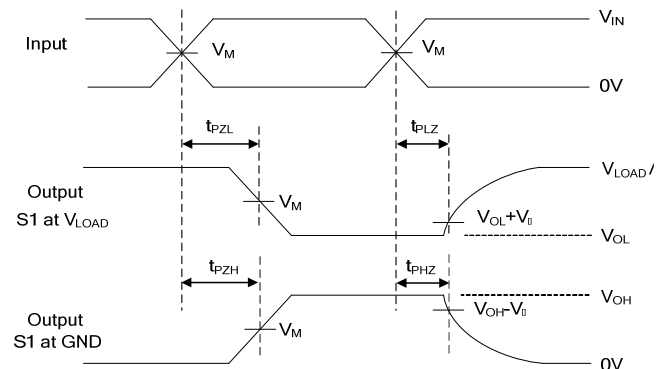 Input
V_IN
V_M
V_M
0V
t_PZL
t_PLZ
Output
S1 at V_LOAD
V_LOAD/
V_M
V_OL+V
V_OL
t_PZH
t_PHZ
Output
S1 at GND
V_OH
V_OH-V
V_M
0V